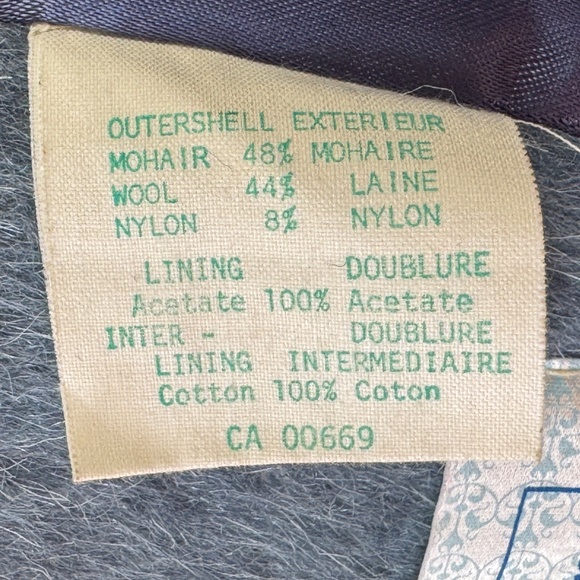 OUTERSHELL EXTERIEUR
MOHAIR 48% MOHAIRE
WOOL 44% LAINE
NYLON 8% NYLON
LINING DOUBLURE
Acetate 100% Acetate
INTER - DOUBLURE
LINING INTERMEDIAIRE
Cotton 100% Coton
CA 00669